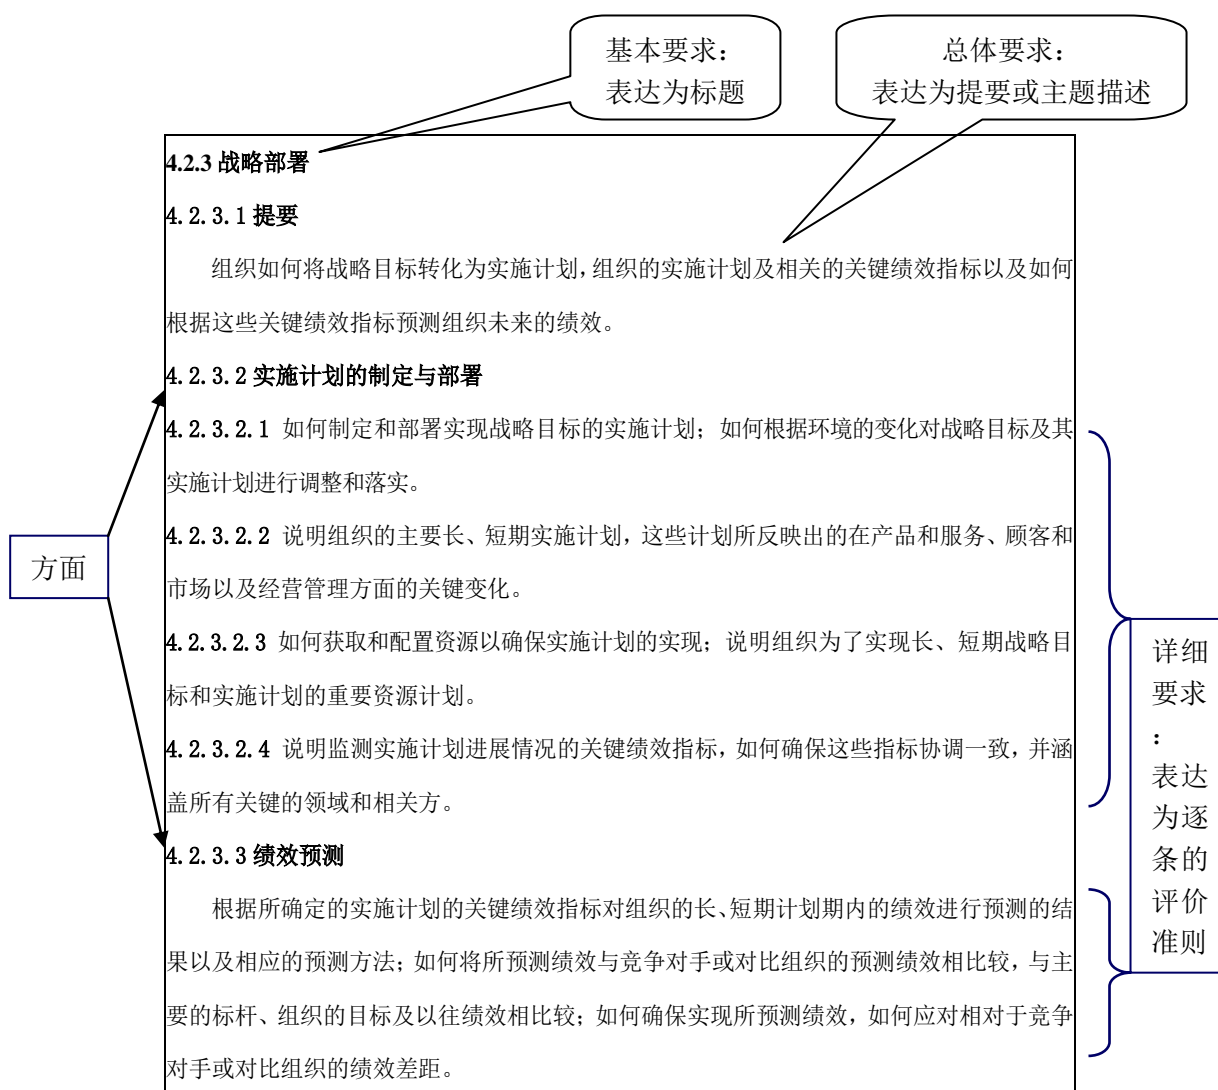 基本要求：
表达为标题
总体要求：
表达为提要或主题描述
4.2.3 战略部署
4.2.3.1 提要
组织如何将战略目标转化为实施计划，组织的实施计划及相关的关键绩效指标以及如何
根据这些关键绩效指标预测组织未来的绩效。
4.2.3.2 实施计划的制定与部署
4.2.3.2.1 如何制定和部署实现战略目标的实施计划；如何根据环境的变化对战略目标及其
实施计划进行调整和落实。
4.2.3.2.2 说明组织的主要长、短期实施计划，这些计划所反映出的在产品和服务、顾客和
市场以及经营管理方面的关键变化。
4.2.3.2.3 如何获取和配置资源以确保实施计划的实现；说明组织为了实现长、短期战略目
标和实施计划的重要资源计划。
4.2.3.2.4 说明监测实施计划进展情况的关键绩效指标，如何确保这些指标协调一致，并涵
盖所有关键的领域和相关方。
4.2.3.3 绩效预测
根据所确定的实施计划的关键绩效指标对组织的长、短期计划期内的绩效进行预测的结
果以及相应的预测方法；如何将所预测绩效与竞争对手或对比组织的预测绩效相比较，与主
要的标杆、组织的目标及以往绩效相比较；如何确保实现所预测绩效，如何应对相对于竞争
对手或对比组织的绩效差距。
方面
详细
要求
：
表达
为逐
条的
评价
准则